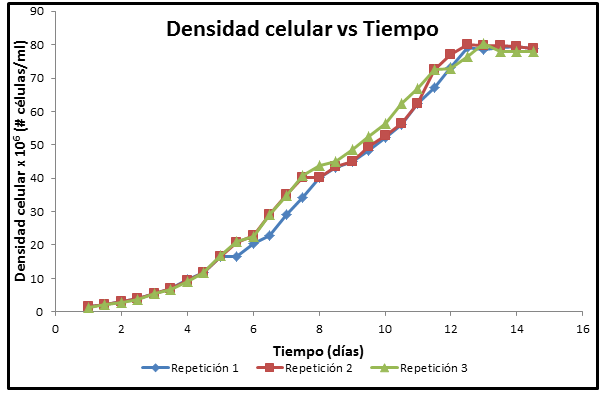 Densidad celular vs Tiempo
Densidad celular x 10⁶ (# células/ml)
90
80
70
60
50
40
30
20
10
0
0 2 4 6 8 10 12 14 16
Tiempo (días)
Repetición 1 Repetición 2 Repetición 3